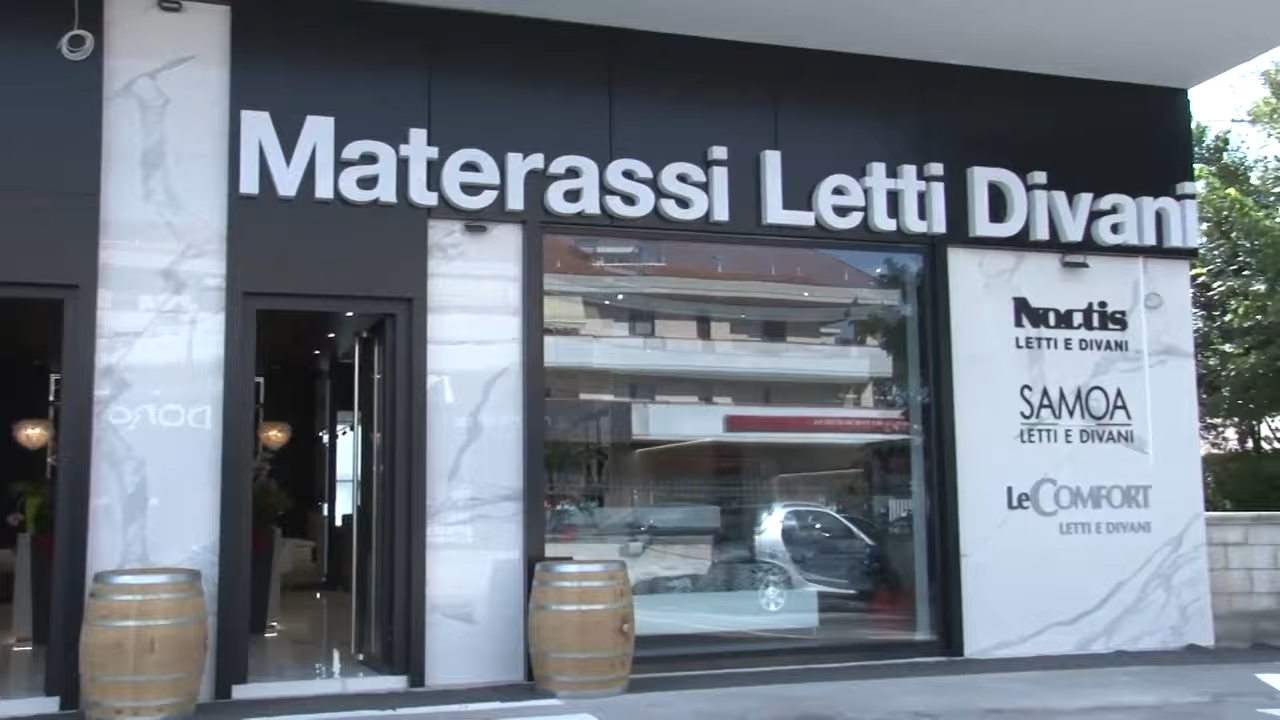 Materassi Letti Divani
Noctis
LETTI E DIVANI
SAMOA
LETTI E DIVANI
LeCOMFORT
LETTI E DIVANI